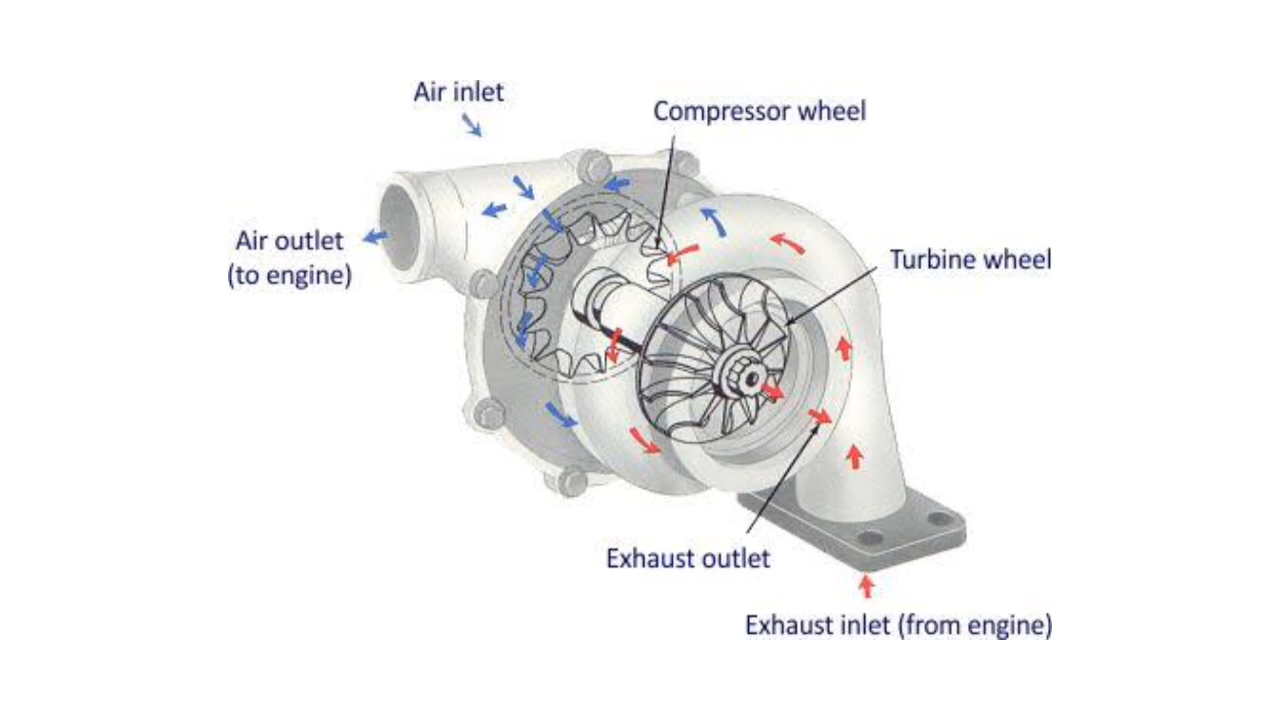 Air inlet
Compressor wheel
Air outlet
(to engine)
Turbine wheel
Exhaust outlet
Exhaust inlet (from engine)